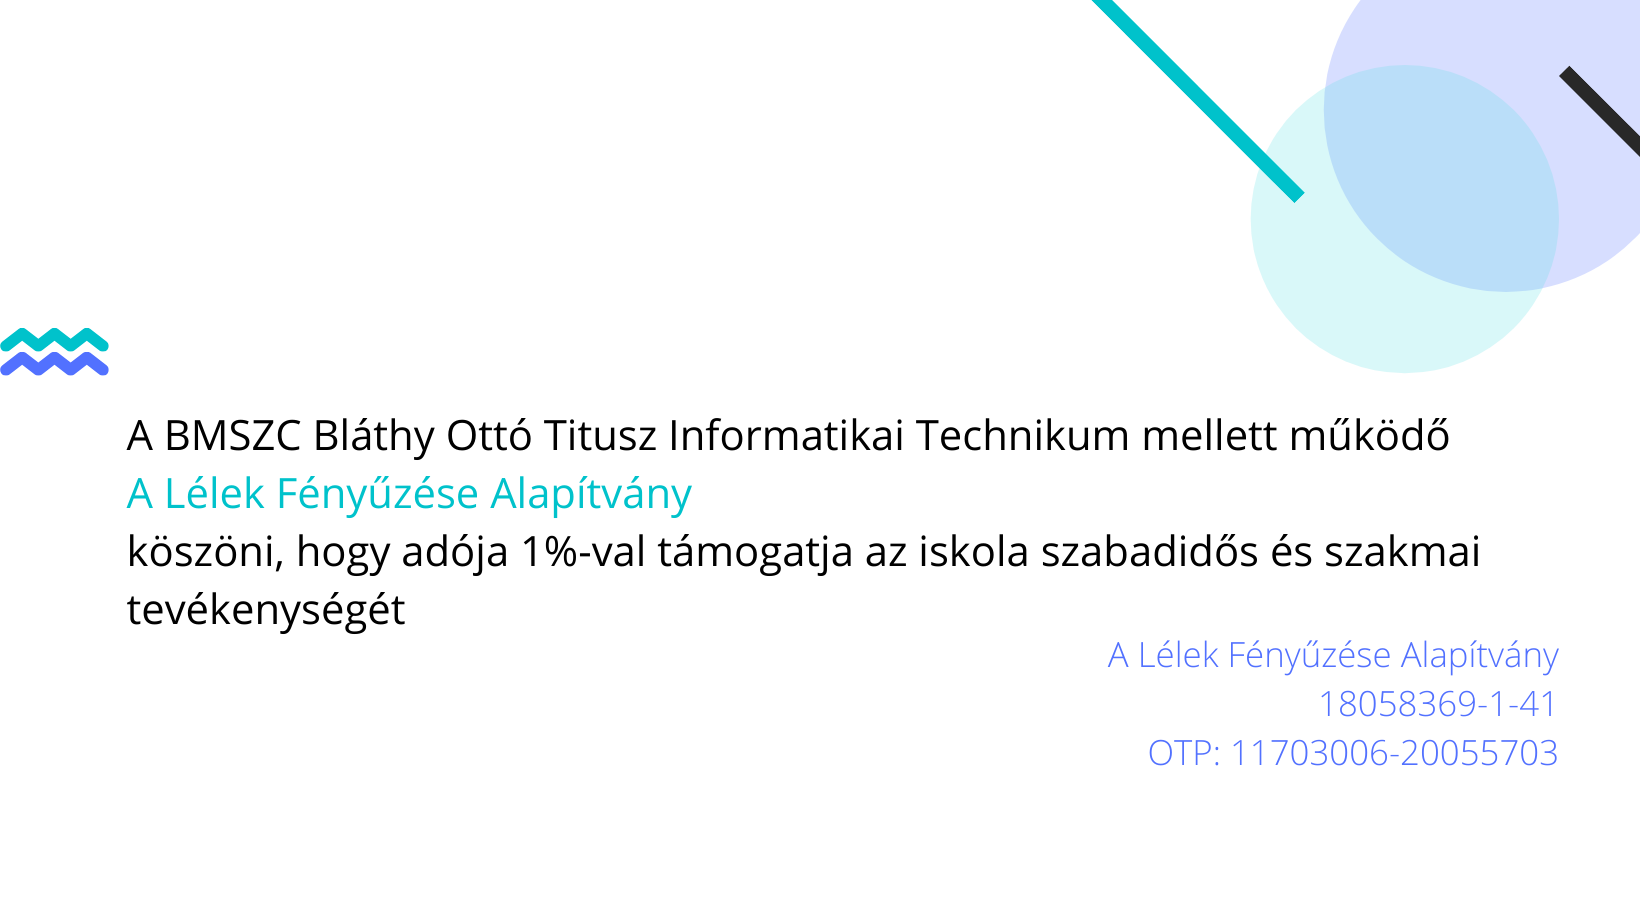 A BMSZC Bláthy Ottó Titusz Informatikai Technikum mellett működő
A Lélek Fényűzése Alapítvány
köszöni, hogy adója 1%-val támogatja az iskola szabadidős és szakmai
tevékenységét
A Lélek Fényűzése Alapítvány
18058369-1-41
OTP: 11703006-20055703